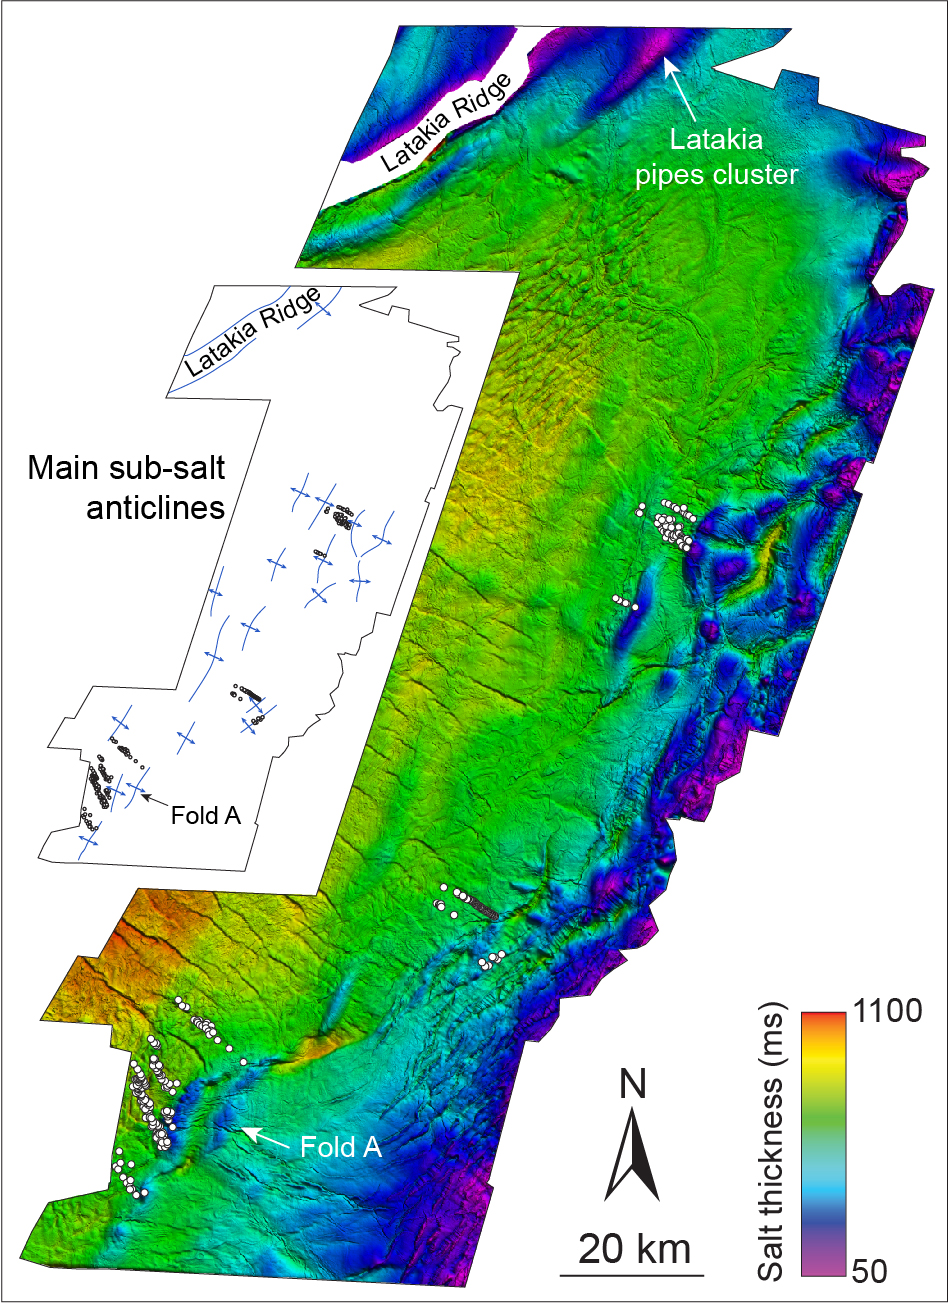 Latakia Ridge
Latakia
pipes cluster
Latakia Ridge
Main sub-salt
anticlines
Fold A
Fold A
N
20 km
Salt thickness (ms)
1100
50